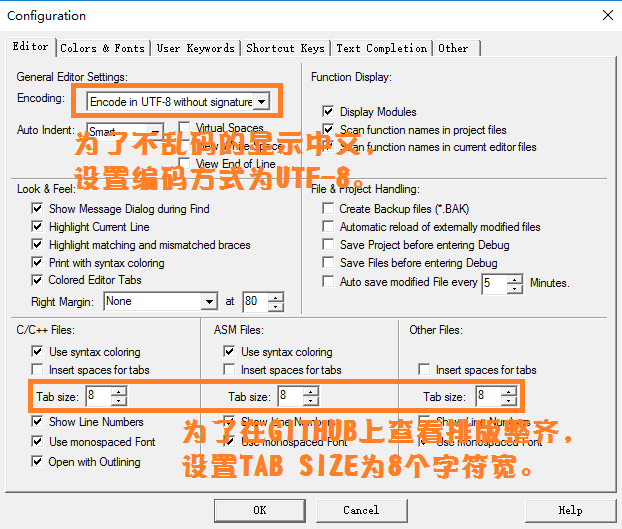 Configuration
Editor
Colors & Fonts
User Keywords
Shortcut Keys
Text Completion
Other
General Editor Settings:
Encoding:
Encode in UTF-8 without signature
Auto Indent:
Smart
Virtual Spaces
View White Space
View End of Line
为了不乱码的显示中文,
设置编码方式为UTF-8。
Function Display:
Display Modules
Scan function names in project files
Scan function names in current editor files
Look & Feel:
Show Message Dialog during Find
Highlight Current Line
Highlight matching and mismatched braces
Print with syntax coloring
Colored Editor Tabs
Right Margin:
None
at
80
File & Project Handling:
Create Backup files (*.BAK)
Automatic reload of externally modified files
Save Project before entering Debug
Save Files before entering Debug
Auto save modified File every
5
Minutes.
C/C++ Files:
Use syntax coloring
Insert spaces for tabs
Tab size:
8
Show Line Numbers
Use monospaced Font
Open with Outlining
ASM Files:
Use syntax coloring
Insert spaces for tabs
Tab size:
8
Show Line Numbers
Use monospaced Font
Other Files:
Insert spaces for tabs
Tab size:
8
Show Line Numbers
Use monospaced Font
为了在GITHUB上查看排版整齐,
设置TAB SIZE为8个字符宽。
OK
Cancel
Help